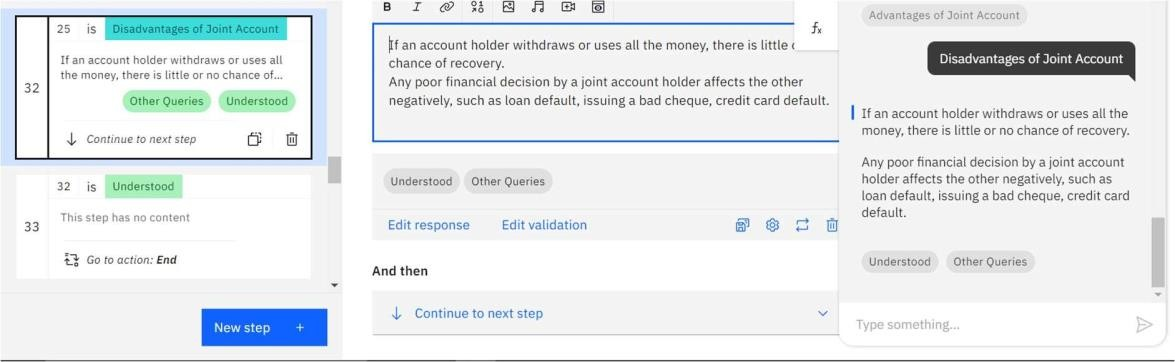 25 is Disadvantages of Joint Account
32
If an account holder withdraws or uses all
the money, there is little or no chance of...
Other Queries Understood
Continue to next step
32 is Understood
33
This step has no content
Go to action: End
New step +
B I
fx
If an account holder withdraws or uses all the money, there is little
chance of recovery.
Any poor financial decision by a joint account holder affects the other
negatively, such as loan default, issuing a bad cheque, credit card default.
Understood Other Queries
Edit response Edit validation
And then
Continue to next step
Advantages of Joint Account
Disadvantages of Joint Account
If an account holder withdraws or uses all the
money, there is little or no chance of recovery.
Any poor financial decision by a joint account
holder affects the other negatively, such as
loan default, issuing a bad cheque, credit card
default.
Understood Other Queries
Type something...